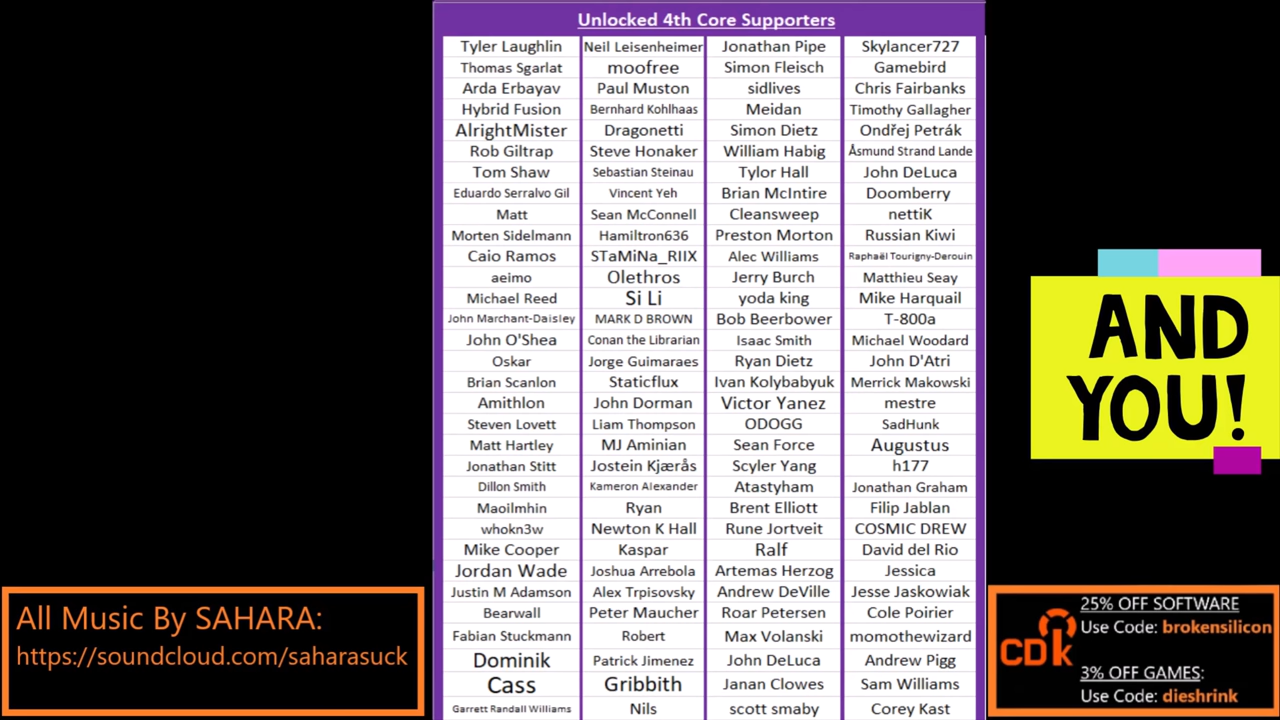 Unlocked 4th Core Supporters
Tyler Laughlin Neil Leisenheimer Jonathan Pipe Skylancer727
Thomas Sgarlat moofree Simon Fleisch Gamebird
Arda Erbayav Paul Muston sidlives Chris Fairbanks
Hybrid Fusion Bernhard Kohlhaas Meidan Timothy Gallagher
AlrightMister Dragonetti Simon Dietz Ondřej Petrák
Rob Giltrap Steve Honaker William Habig Åsmund Strand Lande
Tom Shaw Sebastian Steinau Tylor Hall John DeLuca
Eduardo Serralvo Gil Vincent Yeh Brian McIntire Doomberry
Matt Sean McConnell Cleansweep nettiK
Morten Sidelmann Hamiltron636 Preston Morton Russian Kiwi
Caio Ramos STaMiNa_RIIX Alec Williams Raphaël Tourigny-Derouin
aeimo Olethros Jerry Burch Matthieu Seay
Michael Reed Si Li yoda king Mike Harquail
John Marchant-Daisley MARK D BROWN Bob Beerbower T-800a
John O'Shea Conan the Librarian Isaac Smith Michael Woodard
Oskar Jorge Guimaraes Ryan Dietz John D'Atri
Brian Scanlon Staticflux Ivan Kolybabyuk Merrick Makowski
Amithlon John Dorman Victor Yanez mestre
Steven Lovett Liam Thompson ODOGG SadHunk
Matt Hartley MJ Aminian Sean Force Augustus
Jonathan Stitt Jostein Kjærås Scyler Yang h177
Dillon Smith Kameron Alexander Atastyham Jonathan Graham
Maoilmhin Ryan Brent Elliott Filip Jablan
whokn3w Newton K Hall Rune Jortveit COSMIC DREW
Mike Cooper Kaspar Ralf David del Rio
Jordan Wade Joshua Arrebola Artemas Herzog Jessica
Justin M Adamson Alex Trpisovsky Andrew DeVille Jesse Jaskowiak
Bearwall Peter Maucher Roar Petersen Cole Poirier
Fabian Stuckmann Robert Max Volanski momothewizard
Dominik Patrick Jimenez John DeLuca Andrew Pigg
Cass Gribbith Janan Clowes Sam Williams
Garrett Randall Williams Nils scott smaby Corey Kast
AND
YOU!
All Music By SAHARA:
https://soundcloud.com/saharasuck
CDk
25% OFF SOFTWARE
Use Code: brokensilicon
3% OFF GAMES:
Use Code: dieshrink